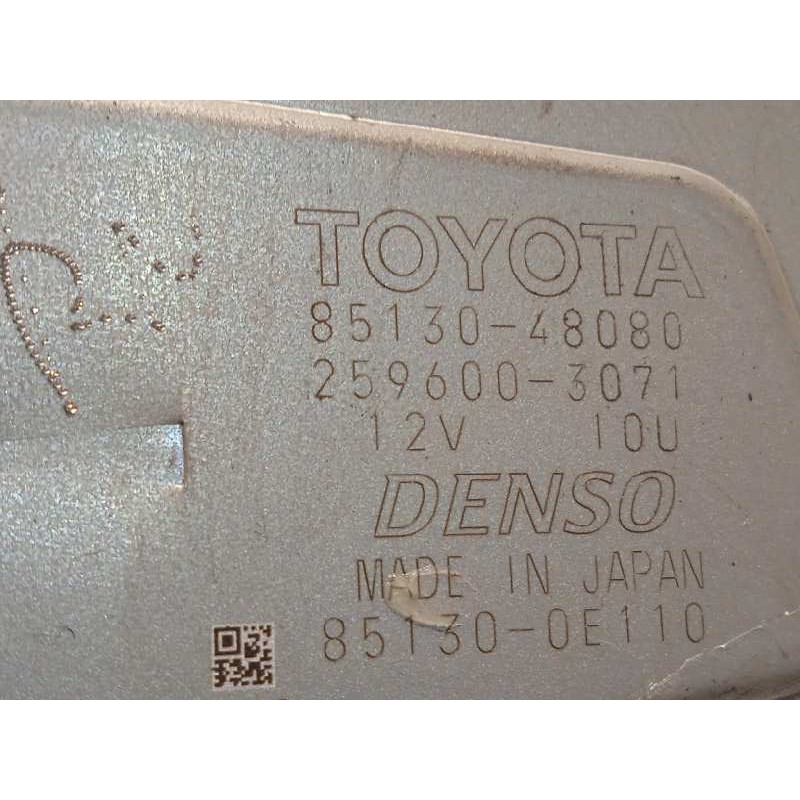 TOYOTA
85130-48080
259600-3071
12V 10U
DENSO
MADE IN JAPAN
85130-0E110